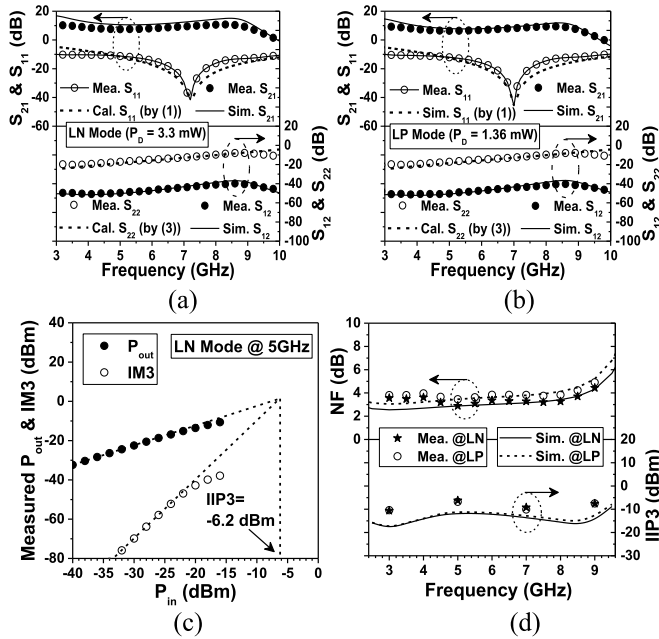 20
0
-20
-40
-60
S21 & S11 (dB)
Mea. S11
Mea. S21
Cal. S11 (by (1))
Sim. S21
LN Mode (PD = 3.3 mW)
20
0
-20
-40
-60
-80
-100
S12 & S22 (dB)
Mea. S22
Mea. S12
Cal. S22 (by (3))
Sim. S12
3 4 5 6 7 8 9 10
Frequency (GHz)
(a)
20
0
-20
-40
-60
S21 & S11 (dB)
Mea. S11
Mea. S21
Sim. S11 (by (1))
Sim. S21
LP Mode (PD = 1.36 mW)
20
0
-20
-40
-60
-80
-100
S12 & S22 (dB)
Mea. S22
Mea. S12
Cal. S22 (by (3))
Sim. S12
3 4 5 6 7 8 9 10
Frequency (GHz)
(b)
40
20
0
-20
-40
-60
-80
Measured Pout & IM3 (dBm)
Pout
IM3
LN Mode @ 5GHz
IIP3=
-6.2 dBm
-40 -35 -30 -25 -20 -15 -10 -5 0
Pin (dBm)
(c)
10
8
6
4
2
0
NF (dB)
Mea. @LN
Sim. @LN
Mea. @LP
Sim. @LP
20
10
0
-10
-20
-30
IIP3 (dBm)
3 4 5 6 7 8 9
Frequency (GHz)
(d)